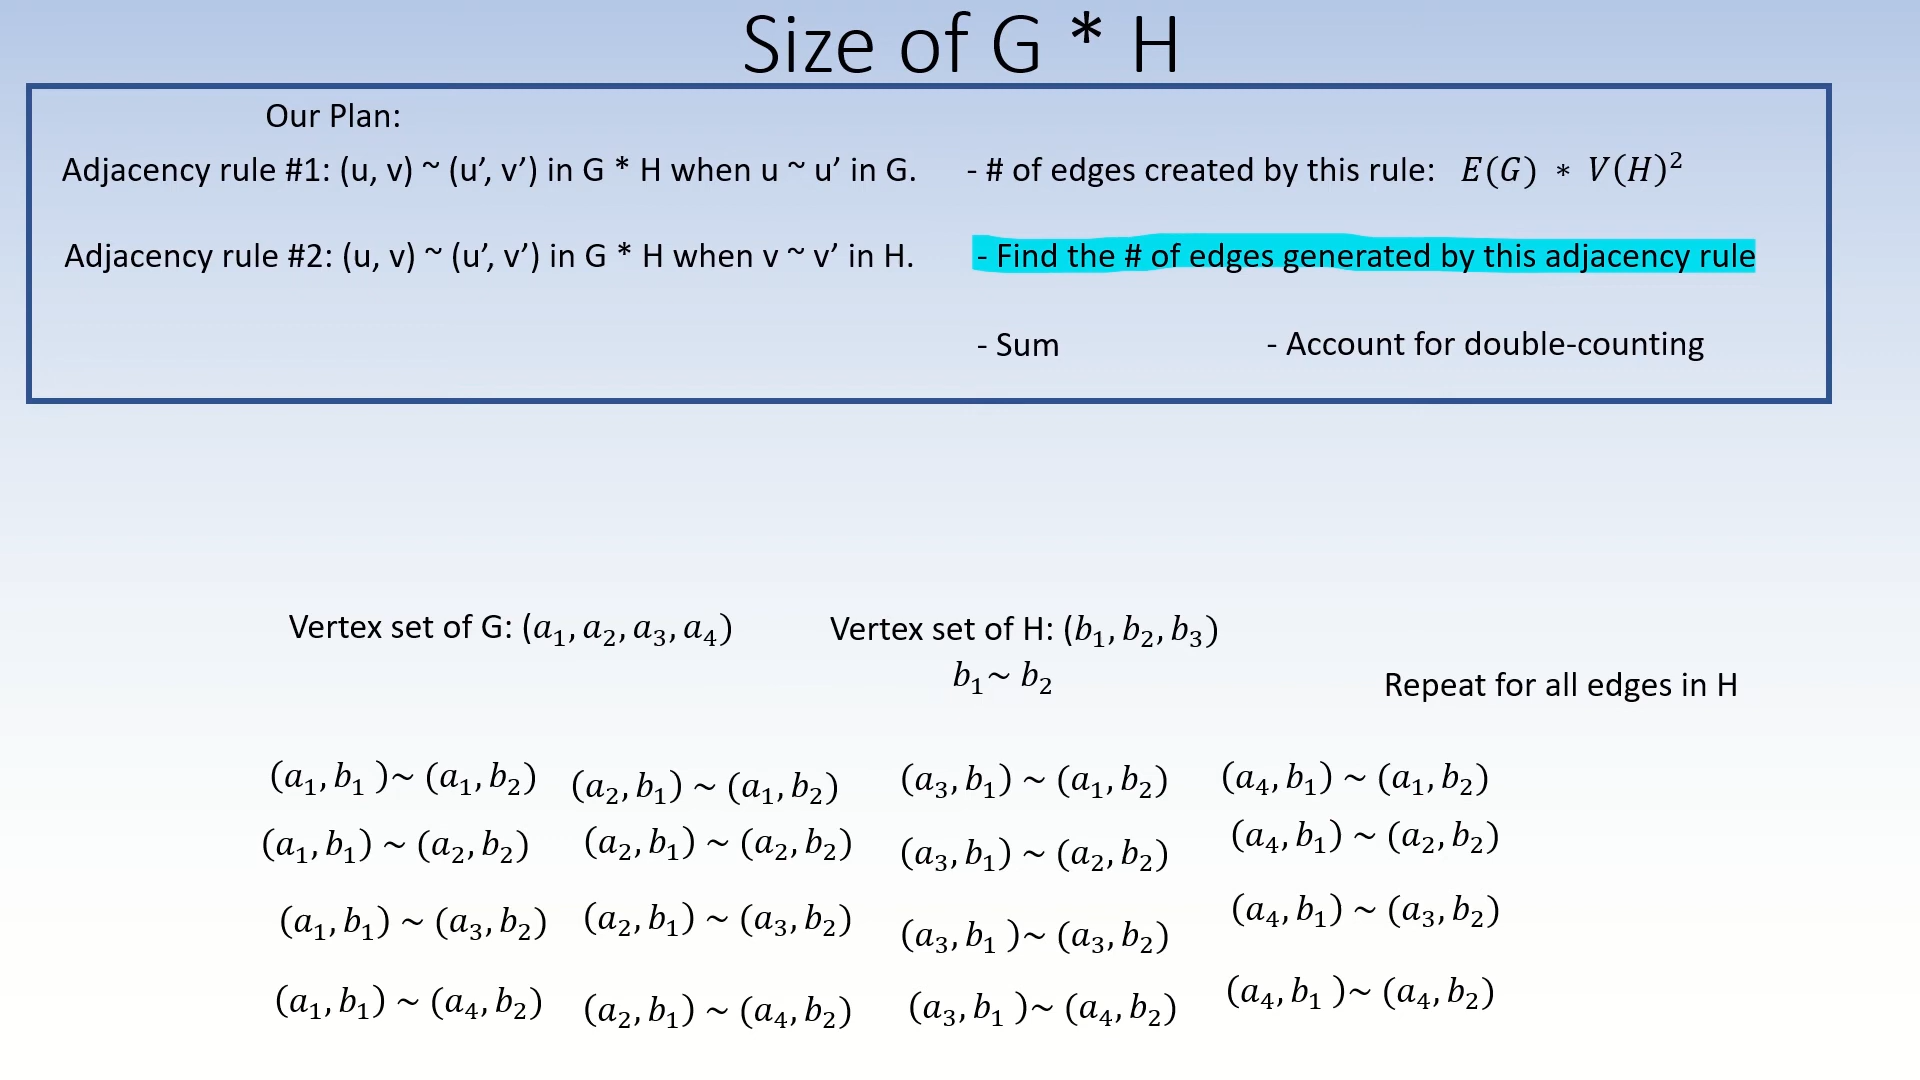 Size of G * H
Our Plan:
Adjacency rule #1: (u, v) ~ (u’, v’) in G * H when u ~ u’ in G. - # of edges created by this rule: E(G) ∗ V(H)²
Adjacency rule #2: (u, v) ~ (u’, v’) in G * H when v ~ v’ in H. - Find the # of edges generated by this adjacency rule
- Sum - Account for double-counting
Vertex set of G: (a₁, a₂, a₃, a₄) Vertex set of H: (b₁, b₂, b₃)
b₁~ b₂
Repeat for all edges in H
(a₁, b₁ )~ (a₁, b₂) (a₂, b₁) ~ (a₁, b₂) (a₃, b₁) ~ (a₁, b₂) (a₄, b₁) ~ (a₁, b₂)
(a₁, b₁) ~ (a₂, b₂) (a₂, b₁) ~ (a₂, b₂) (a₃, b₁) ~ (a₂, b₂) (a₄, b₁) ~ (a₂, b₂)
(a₁, b₁) ~ (a₃, b₂) (a₂, b₁) ~ (a₃, b₂) (a₃, b₁ )~ (a₃, b₂) (a₄, b₁) ~ (a₃, b₂)
(a₁, b₁) ~ (a₄, b₂) (a₂, b₁) ~ (a₄, b₂) (a₃, b₁ )~ (a₄, b₂) (a₄, b₁ )~ (a₄, b₂)